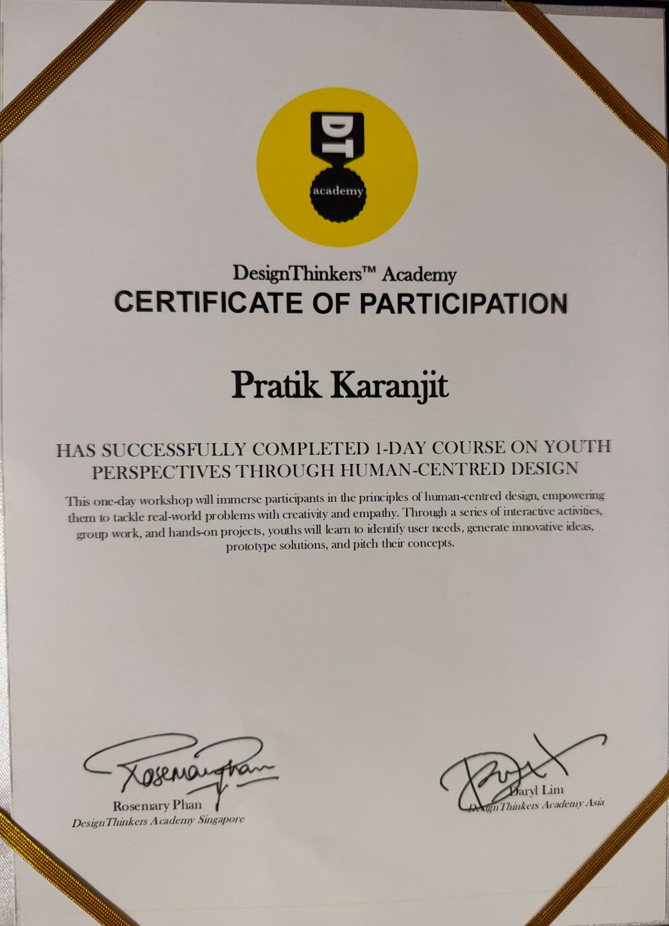 DT
academy
DesignThinkers™ Academy
CERTIFICATE OF PARTICIPATION
Pratik Karanjit
HAS SUCCESSFULLY COMPLETED 1-DAY COURSE ON YOUTH
PERSPECTIVES THROUGH HUMAN-CENTRED DESIGN
This one-day workshop will immerse participants in the principles of human-centred design, empowering
them to tackle real-world problems with creativity and empathy. Through a series of interactive activities,
group work, and hands-on projects, youths will learn to identify user needs, generate innovative ideas,
prototype solutions, and pitch their concepts.
Rosemary Phan
Rosemary Phan
DesignThinkers Academy Singapore
Daryl Lim
DesignThinkers Academy Asia